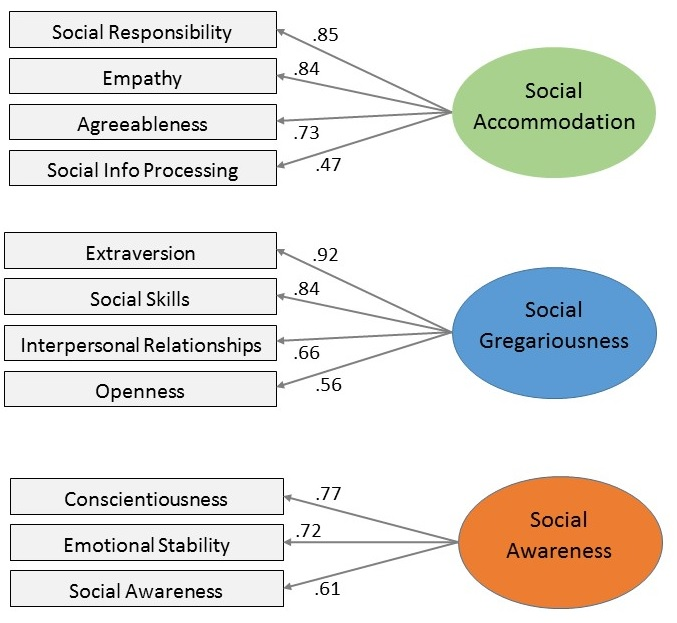 Social Responsibility
.85
Empathy
.84
Agreeableness
.73
Social Info Processing
.47
Social
Accommodation
Extraversion
.92
Social Skills
.84
Interpersonal Relationships
.66
Openness
.56
Social
Gregariousness
Conscientiousness
.77
Emotional Stability
.72
Social Awareness
.61
Social
Awareness